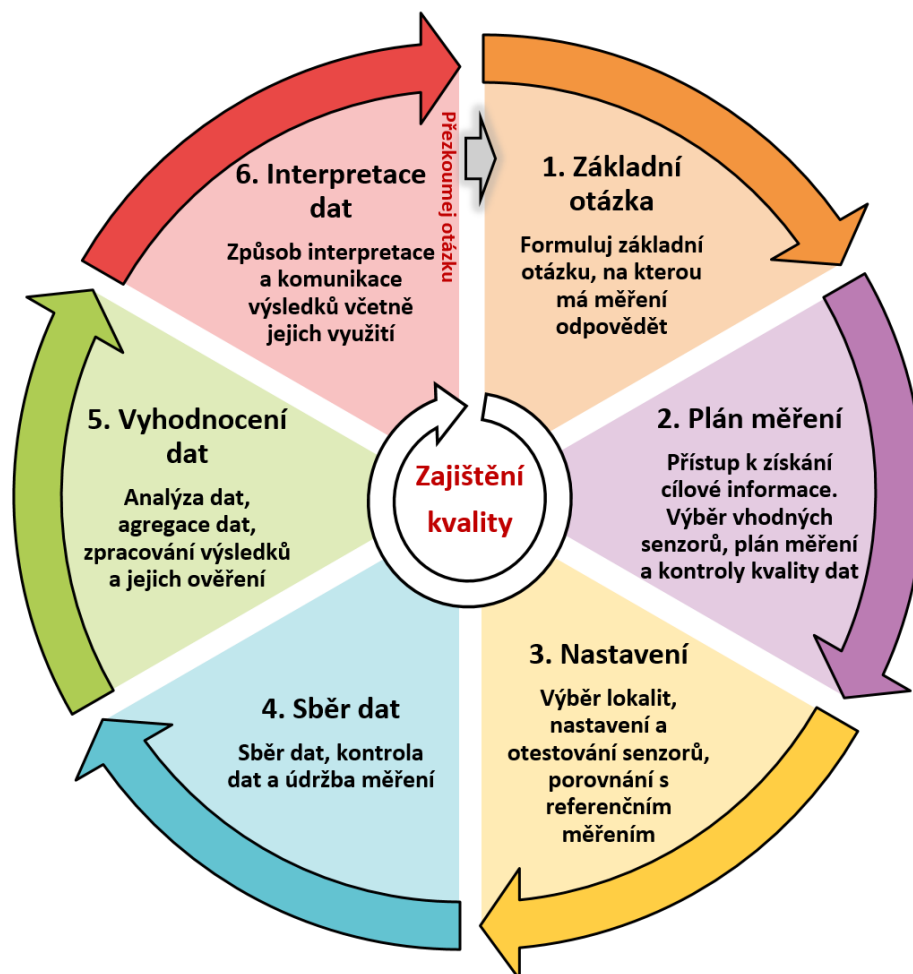 1. Základní
otázka
Formuluj základní
otázku, na kterou
má měření
odpovědět
2. Plán měření
Přístup k získání
cílové informace.
Výběr vhodných
senzorů, plán měření
a kontroly kvality dat
3. Nastavení
Výběr lokalit,
nastavení a
otestování senzorů,
porovnání s
referenčním
měřením
4. Sběr dat
Sběr dat, kontrola
dat a údržba měření
5. Vyhodnocení
dat
Analýza dat,
agregace dat,
zpracování výsledků
a jejich ověření
6. Interpretace
dat
Způsob interpretace
a komunikace
výsledků včetně
jejich využití
Přezkoumej otázku
Zajištění
kvality